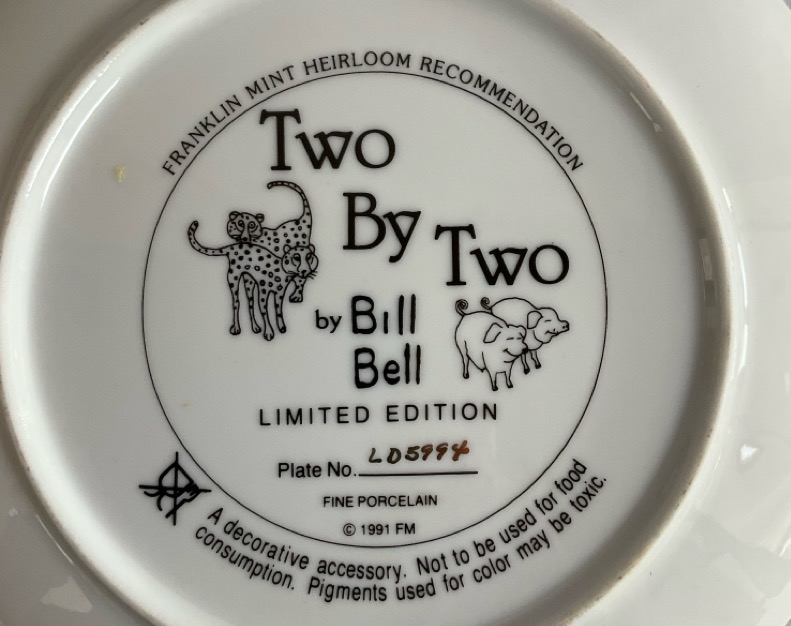 FRANKLIN MINT HEIRLOOM RECOMMENDATION
Two
By
Two
by Bill
Bell
LIMITED EDITION
Plate No. LD5994
FINE PORCELAIN
© 1991 FM
A decorative accessory. Not to be used for food
consumption. Pigments used for color may be toxic.